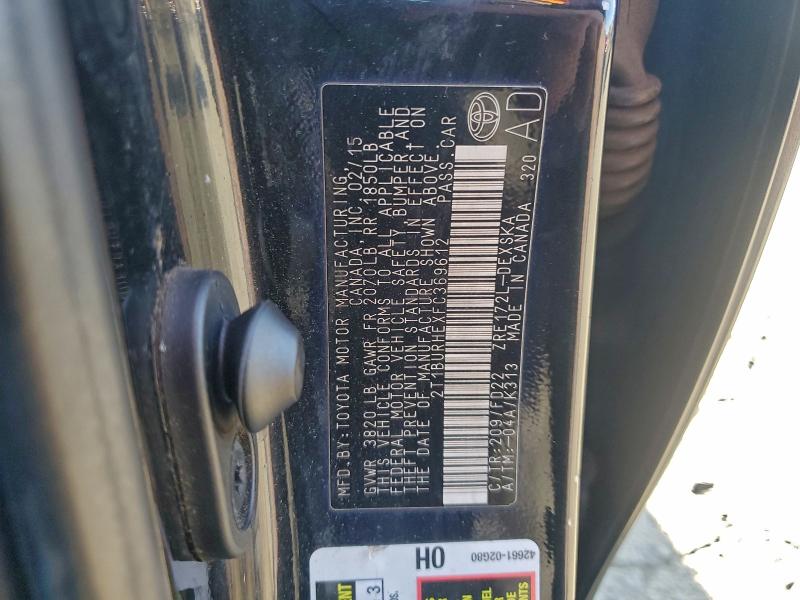 MFD.BY:TOYOTA MOTOR MANUFACTURING,
CANADA, INC 02/15
GVWR 3820LB GAWR FR 2070LB RR 1850LB
THIS VEHICLE CONFORMS TO ALL APPLICABLE
FEDERAL MOTOR VEHICLE SAFETY, BUMPER, AND
THEFT PREVENTION STANDARDS IN EFFECT ON
THE DATE OF MANUFACTURE SHOWN ABOVE.
2T1BURHEXFC369612 PASS.CAR
C/TR:209/FD22 ZRE172L-DEXSKA
A/TM:-04A/K313 MADE IN CANADA 320
AD
OH
42661-02G80